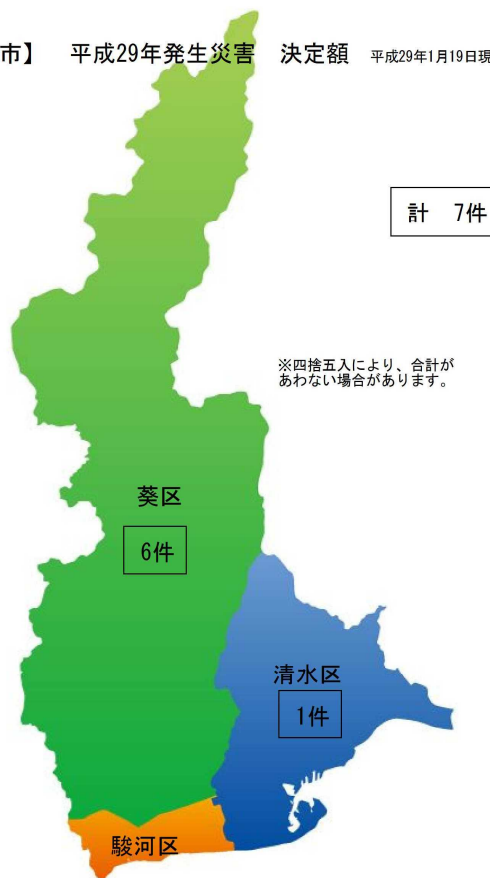 市】 平成29年発生災害 決定額 平成29年1月19日現
計 7件
※四捨五入により、合計が
あわない場合があります。
葵区
6件
清水区
1件
駿河区